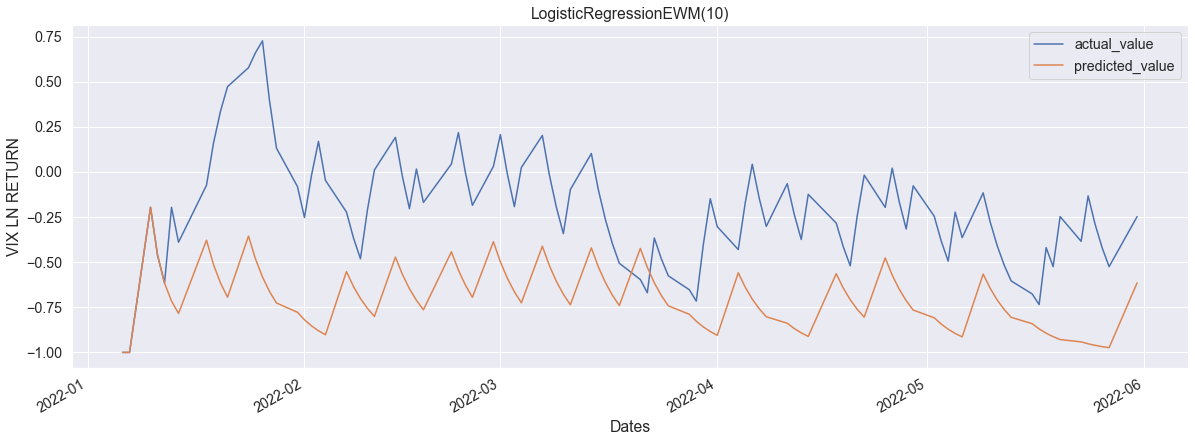 LogisticRegressionEWM(10)
actual_value
predicted_value
VIX LN RETURN
0.75
0.50
0.25
0.00
−0.25
−0.50
−0.75
−1.00
2022-01
2022-02
2022-03
2022-04
2022-05
2022-06
Dates